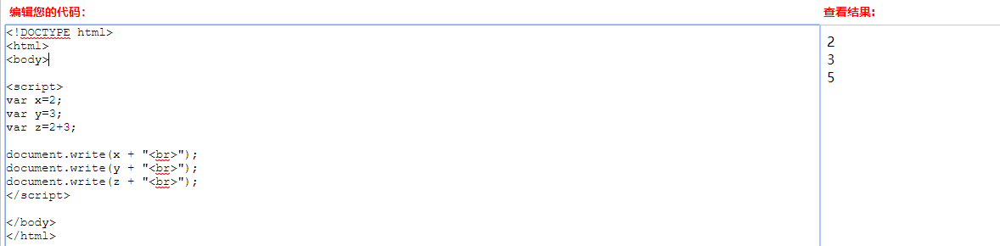 编辑您的代码：
查看结果:
<!DOCTYPE html>
<html>
<body>
<script>
var x=2;
var y=3;
var z=2+3;
document.write(x + "<br>");
document.write(y + "<br>");
document.write(z + "<br>");
</script>
</body>
</html>
2
3
5